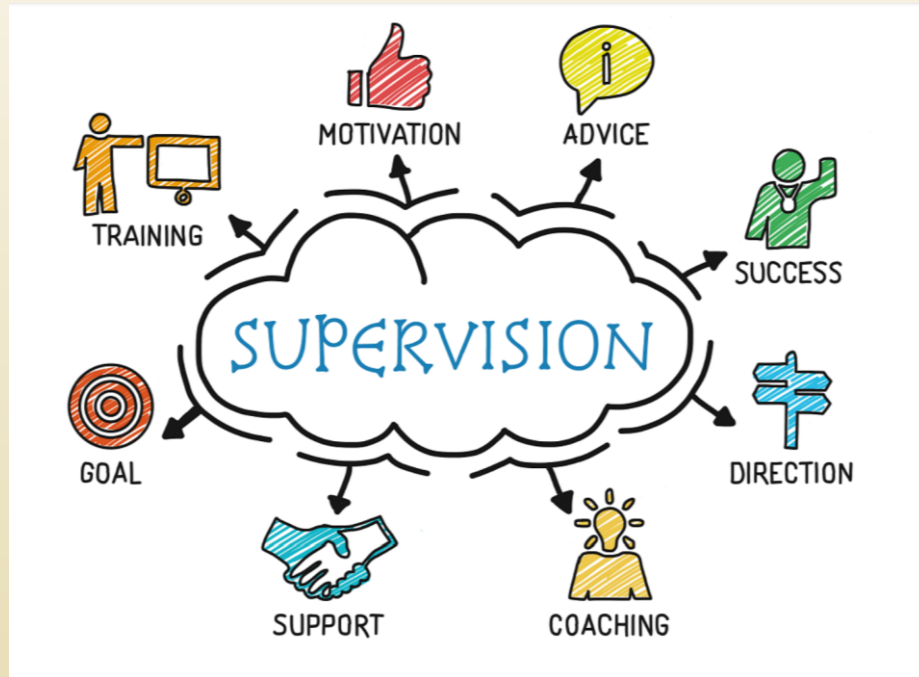 MOTIVATION
ADVICE
TRAINING
SUCCESS
SUPERVISION
GOAL
DIRECTION
SUPPORT
COACHING